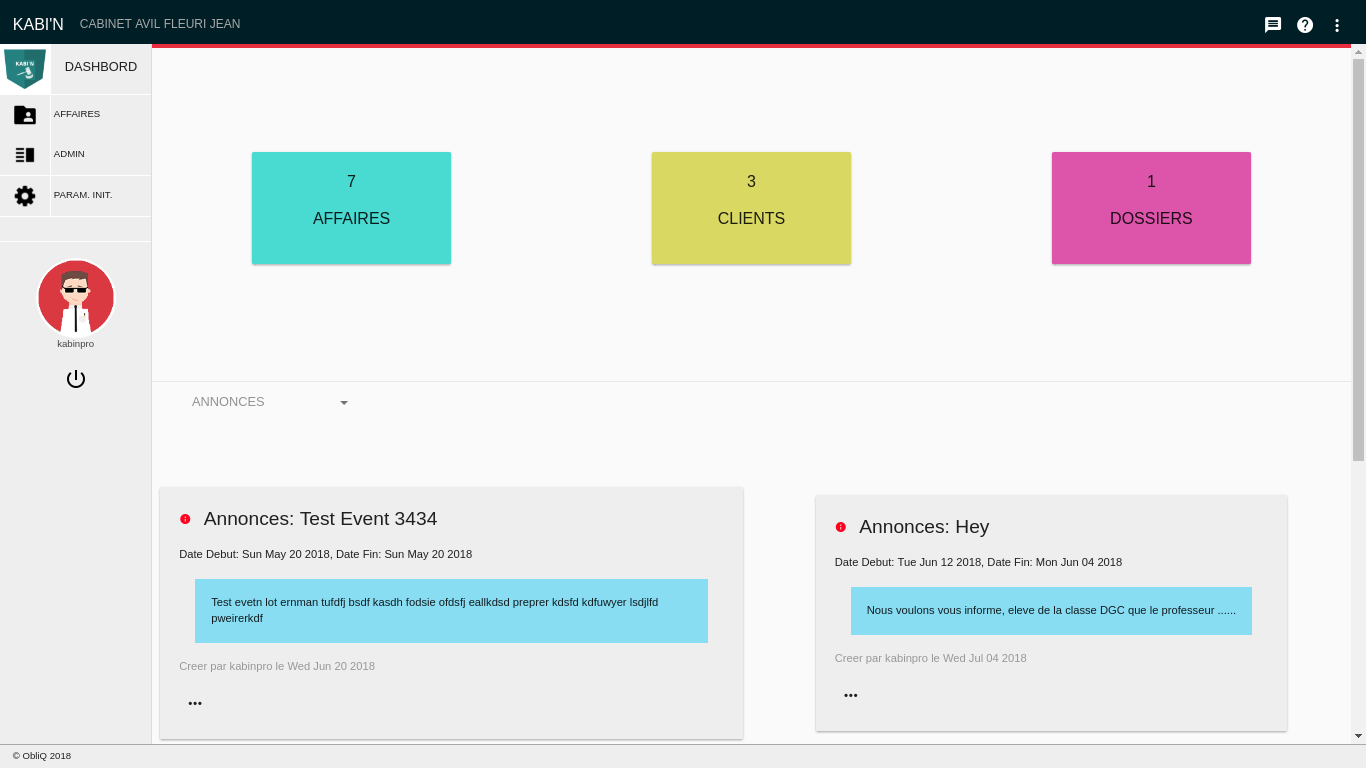 KABI'N CABINET AVIL FLEURI JEAN
KABI'N
DASHBORD
AFFAIRES
ADMIN
PARAM. INIT.
kabinpro
7
AFFAIRES
3
CLIENTS
1
DOSSIERS
ANNONCES
Annonces: Test Event 3434
Date Debut: Sun May 20 2018, Date Fin: Sun May 20 2018
Test evetn lot ernman tufdfj bsdf kasdh fodsie ofdsfj eallkdsd preprer kdsfd kdfuwyer lsdjlfd
pweirerkdf
Creer par kabinpro le Wed Jun 20 2018
Annonces: Hey
Date Debut: Tue Jun 12 2018, Date Fin: Mon Jun 04 2018
Nous voulons vous informe, eleve de la classe DGC que le professeur ......
Creer par kabinpro le Wed Jul 04 2018
© ObliQ 2018